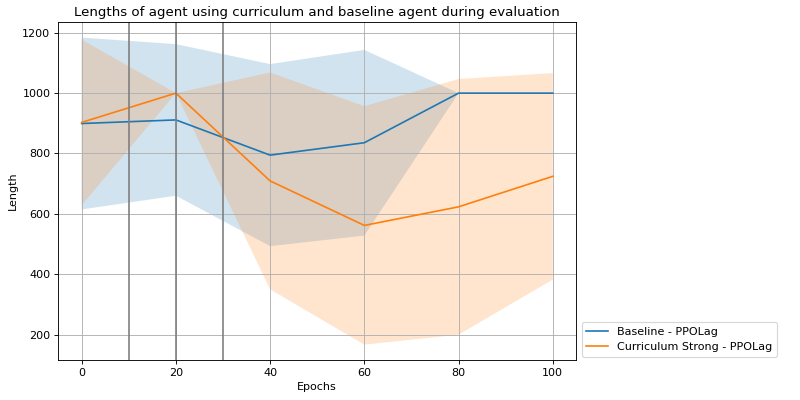 Lengths of agent using curriculum and baseline agent during evaluation
1200
1000
800
600
400
200
Length
0 20 40 60 80 100
Epochs
Baseline - PPOLag
Curriculum Strong - PPOLag